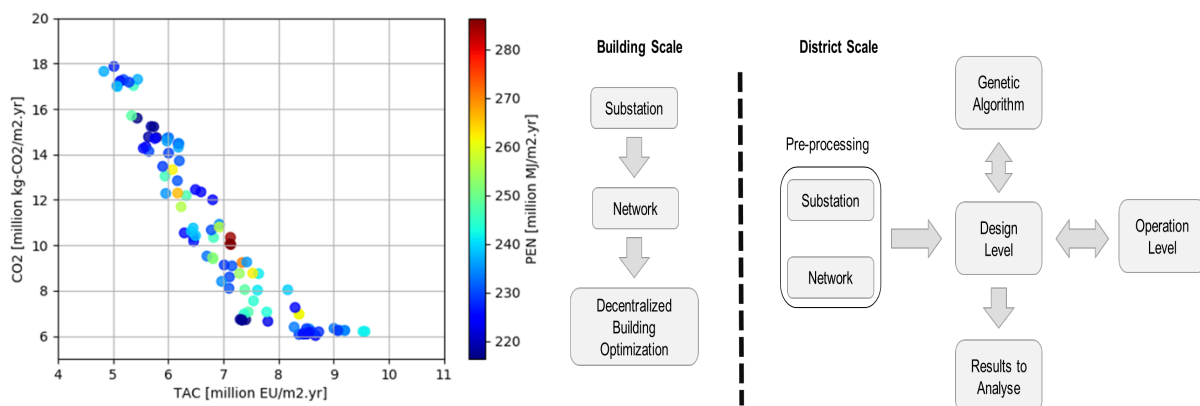 20
18
16
14
12
10
8
6
4
5
6
7
8
9
10
11
CO2 [million kg-CO2/m2.yr]
TAC [million EU/m2.yr]
280
270
260
250
240
230
220
PEN [million MJ/m2.yr]
Building Scale
Substation
Network
Decentralized
Building
Optimization
District Scale
Pre-processing
Substation
Network
Genetic
Algorithm
Design
Level
Operation
Level
Results to
Analyse